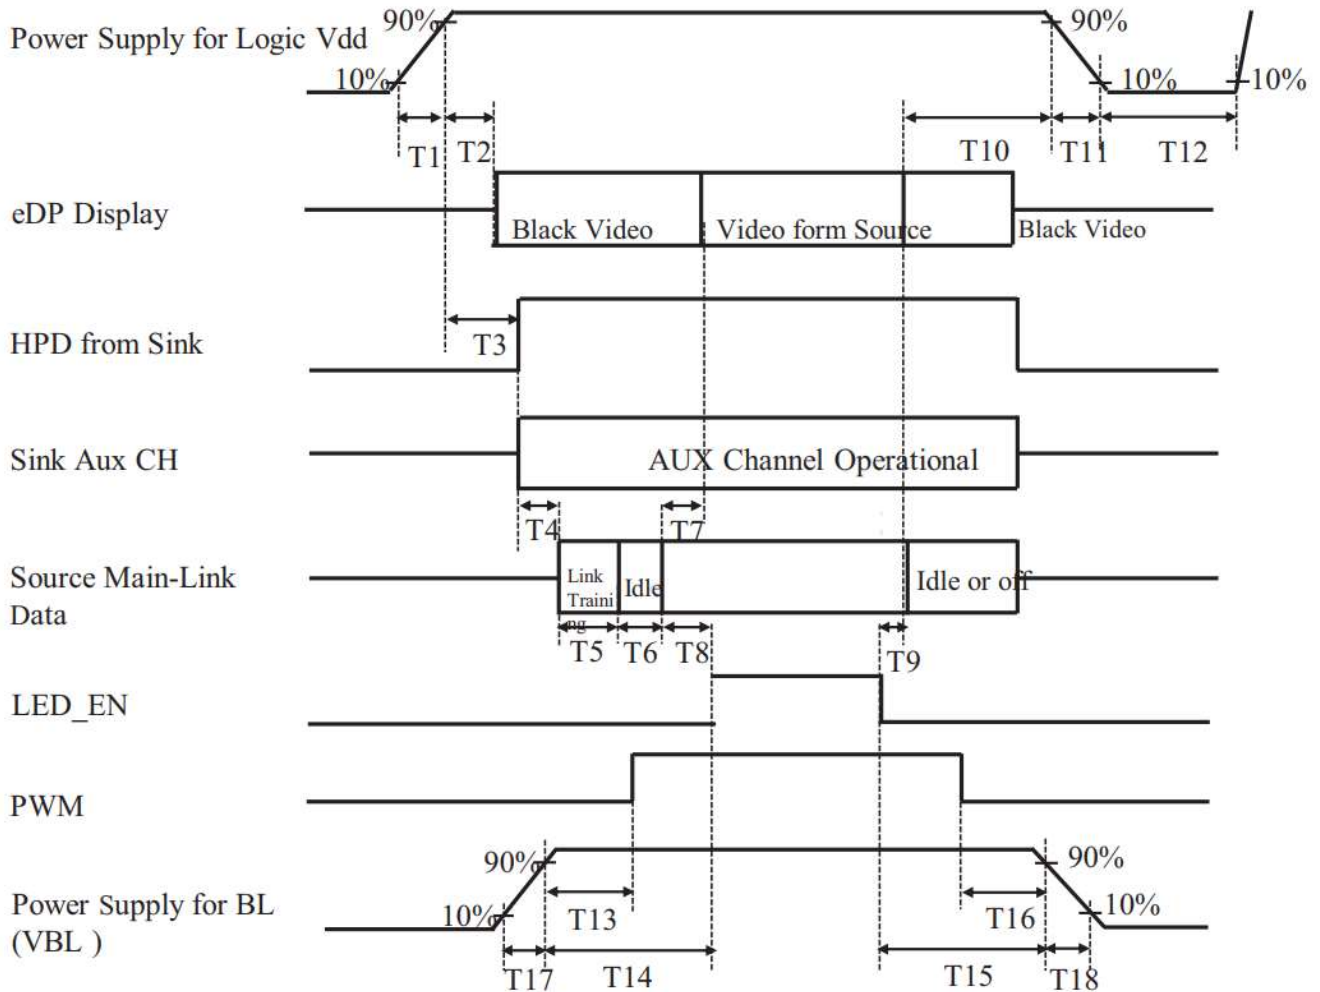 Power Supply for Logic Vdd
90%
10%
90%
10%
10%
T1
T2
T10
T11
T12
eDP Display
Black Video
Video form Source
Black Video
HPD from Sink
T3
Sink Aux CH
AUX Channel Operational
T4
T7
Source Main-Link
Data
Link
Traini
ng
Idle
Idle or off
T5
T6
T8
T9
LED_EN
PWM
Power Supply for BL
(VBL )
90%
10%
90%
10%
T13
T16
T17
T14
T15
T18